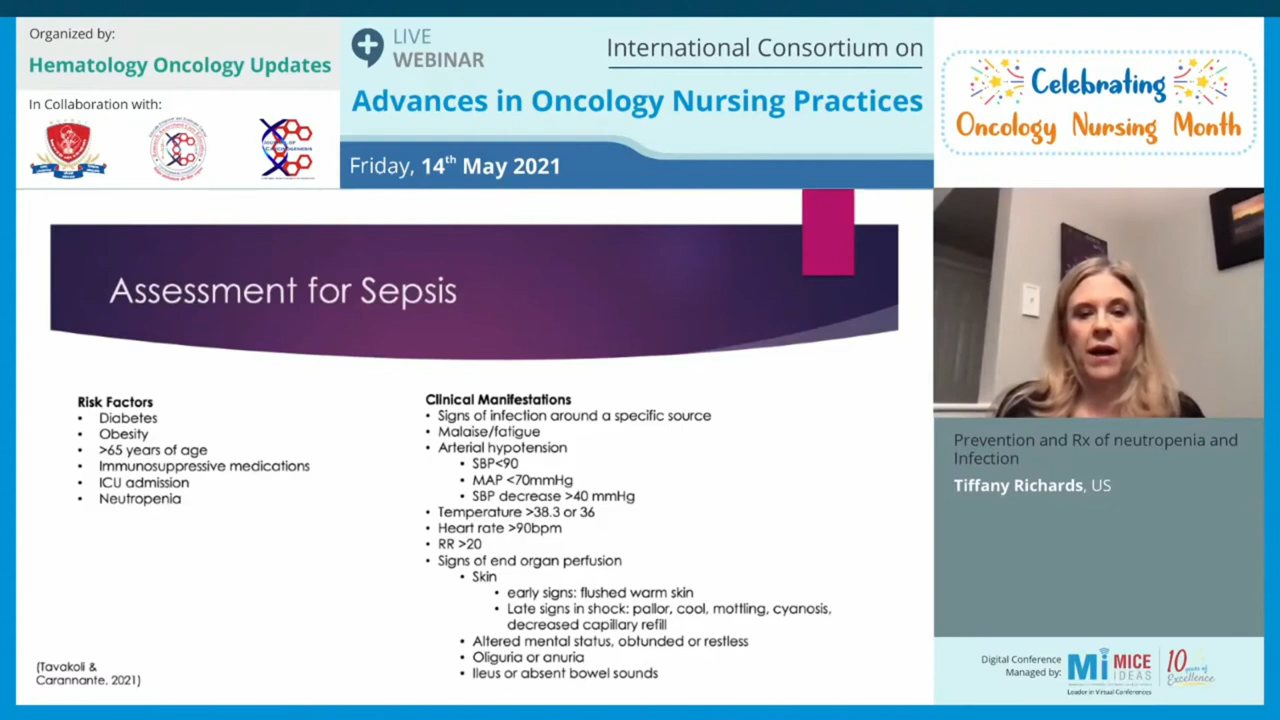 Organized by:
Hematology Oncology Updates
In Collaboration with:
LIVE
WEBINAR
International Consortium on
Advances in Oncology Nursing Practices
Friday, 14th May 2021
Celebrating
Oncology Nursing Month
Assessment for Sepsis
Risk Factors
• Diabetes
• Obesity
• >65 years of age
• Immunosuppressive medications
• ICU admission
• Neutropenia
(Tavakoli &
Carannante, 2021)
Clinical Manifestations
• Signs of infection around a specific source
• Malaise/fatigue
• Arterial hypotension
• SBP<90
• MAP <70mmHg
• SBP decrease >40 mmHg
• Temperature >38.3 or 36
• Heart rate >90bpm
• RR >20
• Signs of end organ perfusion
• Skin
• early signs: flushed warm skin
• Late signs in shock: pallor, cool, mottling, cyanosis,
decreased capillary refill
• Altered mental status, obtunded or restless
• Oliguria or anuria
• Ileus or absent bowel sounds
Prevention and Rx of neutropenia and
Infection
Tiffany Richards, US
Digital Conference
Managed by:
Mi MICE
IDEAS
Leader in Virtual Conferences
10 years of
Excellence